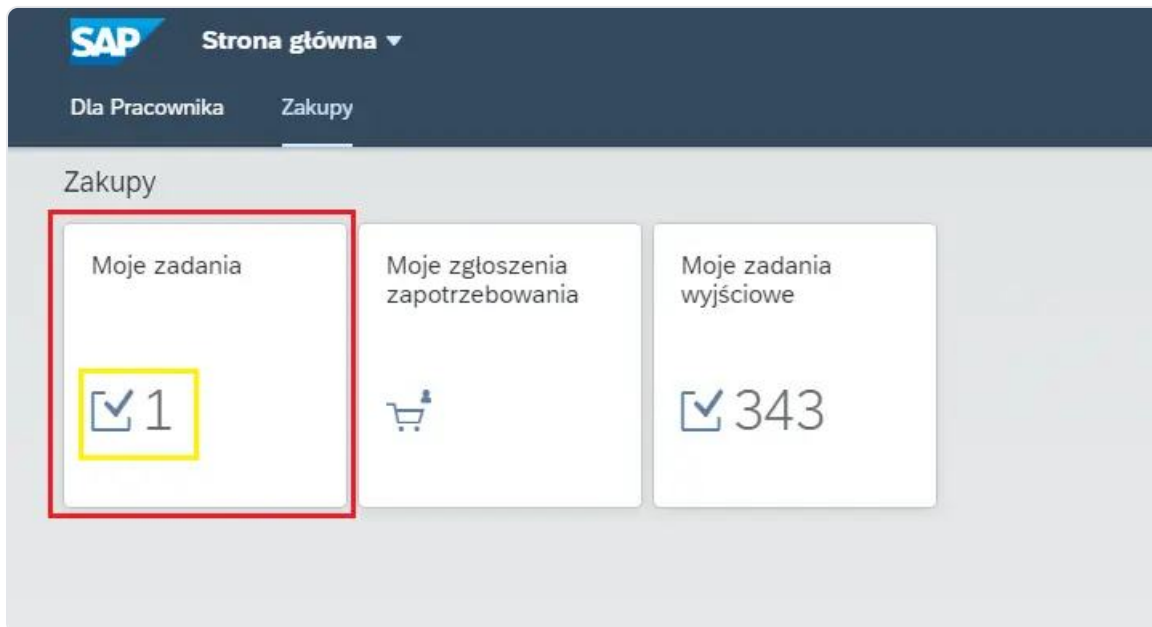 SAP Strona główna
Dla Pracownika Zakupy
Zakupy
Moje zadania
1
Moje zgłoszenia
zapotrzebowania
Moje zadania
wyjściowe
343